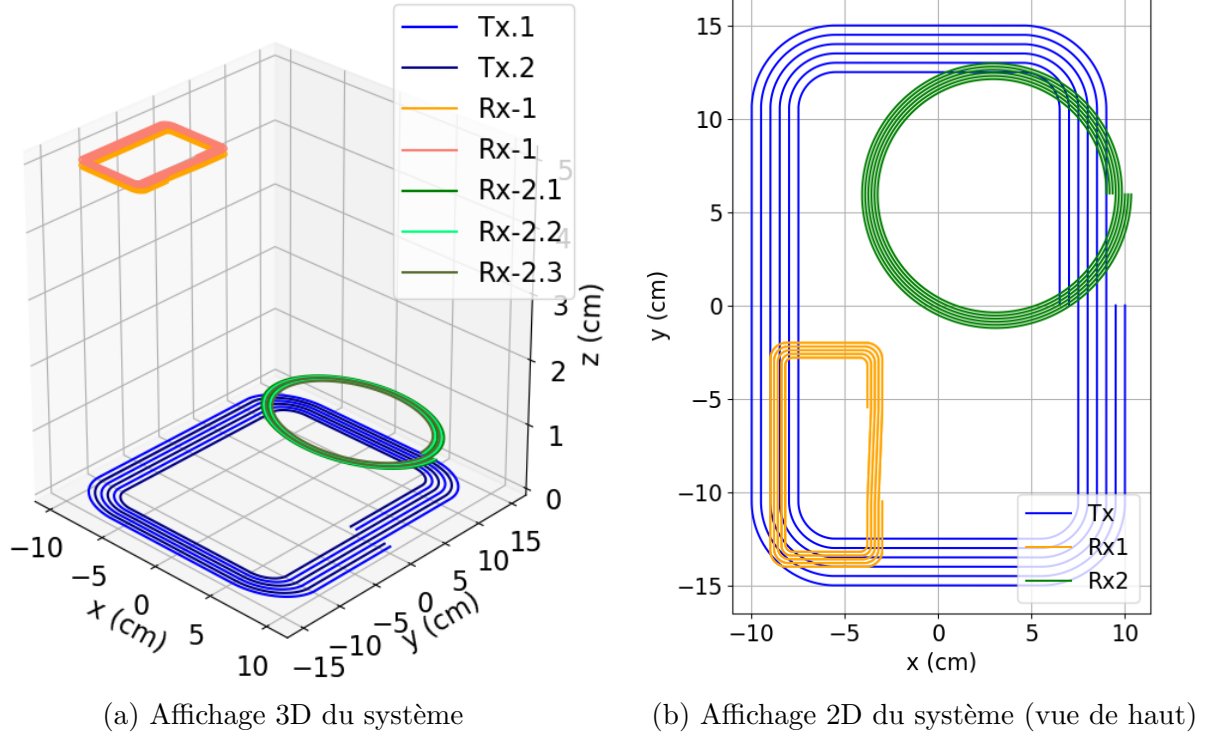 Tx.1
Tx.2
Rx-1
Rx-1
Rx-2.1
Rx-2.2
Rx-2.3
5
4
3
2
1
0
z (cm)
−10
−5
0
5
10
x (cm)
−15
−10
−5
0
5
10
15
y (cm)
(a) Affichage 3D du système
15
10
5
0
−5
−10
−15
y (cm)
−10
−5
0
5
10
x (cm)
Tx
Rx1
Rx2
(b) Affichage 2D du système (vue de haut)